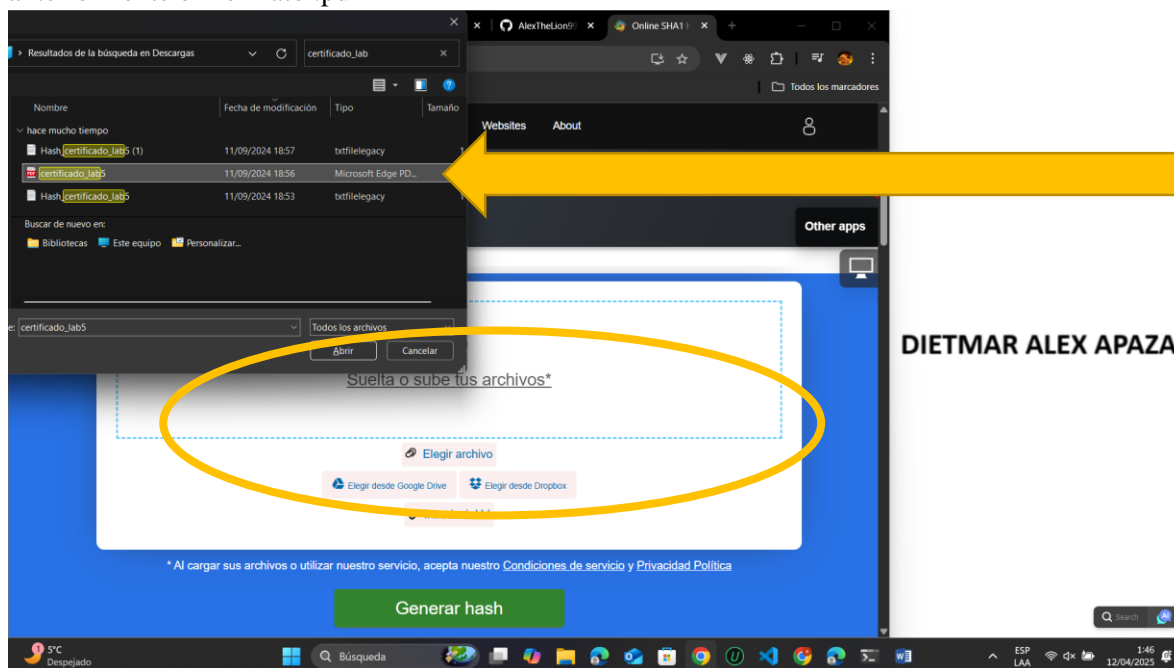 AlexTheLion99
Online SHA1 H
Resultados de la búsqueda en Descargas
certificado_lab
Todos los marcadores
Nombre
Fecha de modificación
Tipo
Tamaño
Websites
About
hace mucho tiempo
Hash_certificado_lab5 (1)
11/09/2024 18:57
txtfilelegacy
certificado_lab5
11/09/2024 18:56
Microsoft Edge PD...
Hash_certificado_lab5
11/09/2024 18:53
txtfilelegacy
Buscar de nuevo en:
Other apps
Bibliotecas
Este equipo
Personalizar...
certificado_lab5
Todos los archivos
Abrir
Cancelar
DIETMAR ALEX APAZA
Suelta o sube tus archivos*
Elegir archivo
Elegir desde Google Drive
Elegir desde Dropbox
* Al cargar sus archivos o utilizar nuestro servicio, acepta nuestro Condiciones de servicio y Privacidad Política
Generar hash
Search
5°C
Despejado
Búsqueda
ESP
LAA
1:46
12/04/2025